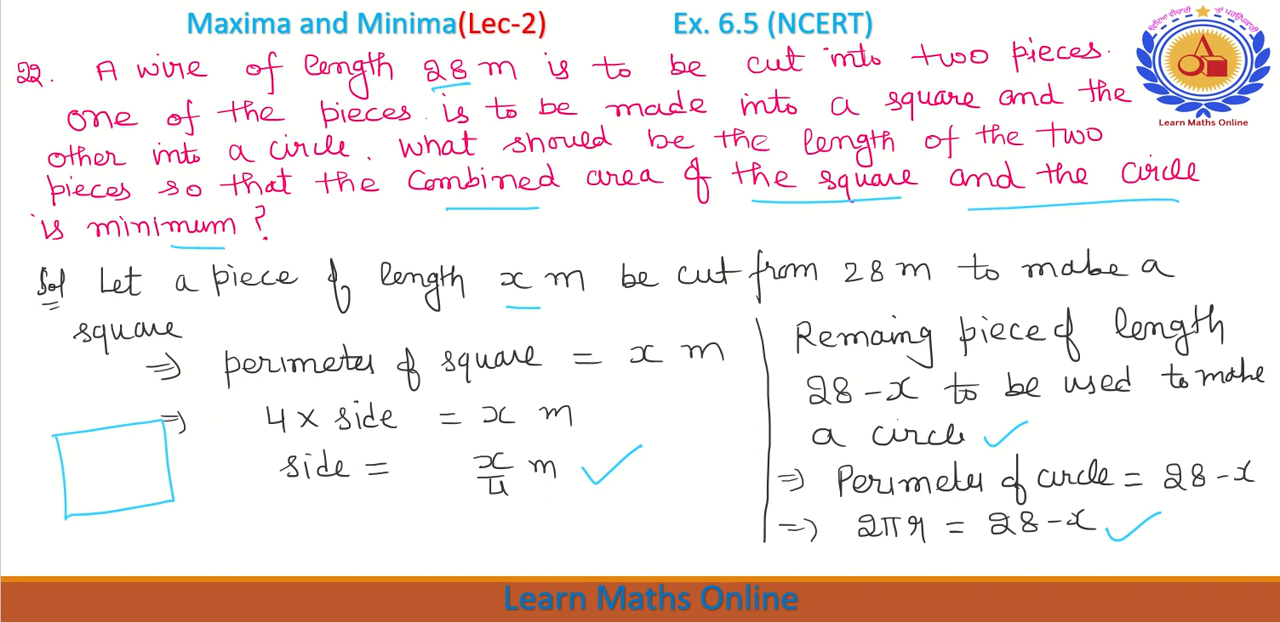 Maxima and Minima(Lec-2) Ex. 6.5 (NCERT)
Learn Maths Online
22. A wire of length 28 m is to be cut into two pieces.
one of the pieces is to be made into a square and the
other into a circle. What should be the length of the two
pieces so that the combined area of the square and the circle
is minimum?
Sol Let a piece of length x m be cut from 28 m to make a
square
⇒ perimeter of square = x m
⇒ 4 × side = x m
side = x/4 m
Remaing piece of length
28-x to be used to make
a circle
⇒ Perimeter of circle = 28-x
⇒ 2πr = 28-x
Learn Maths Online